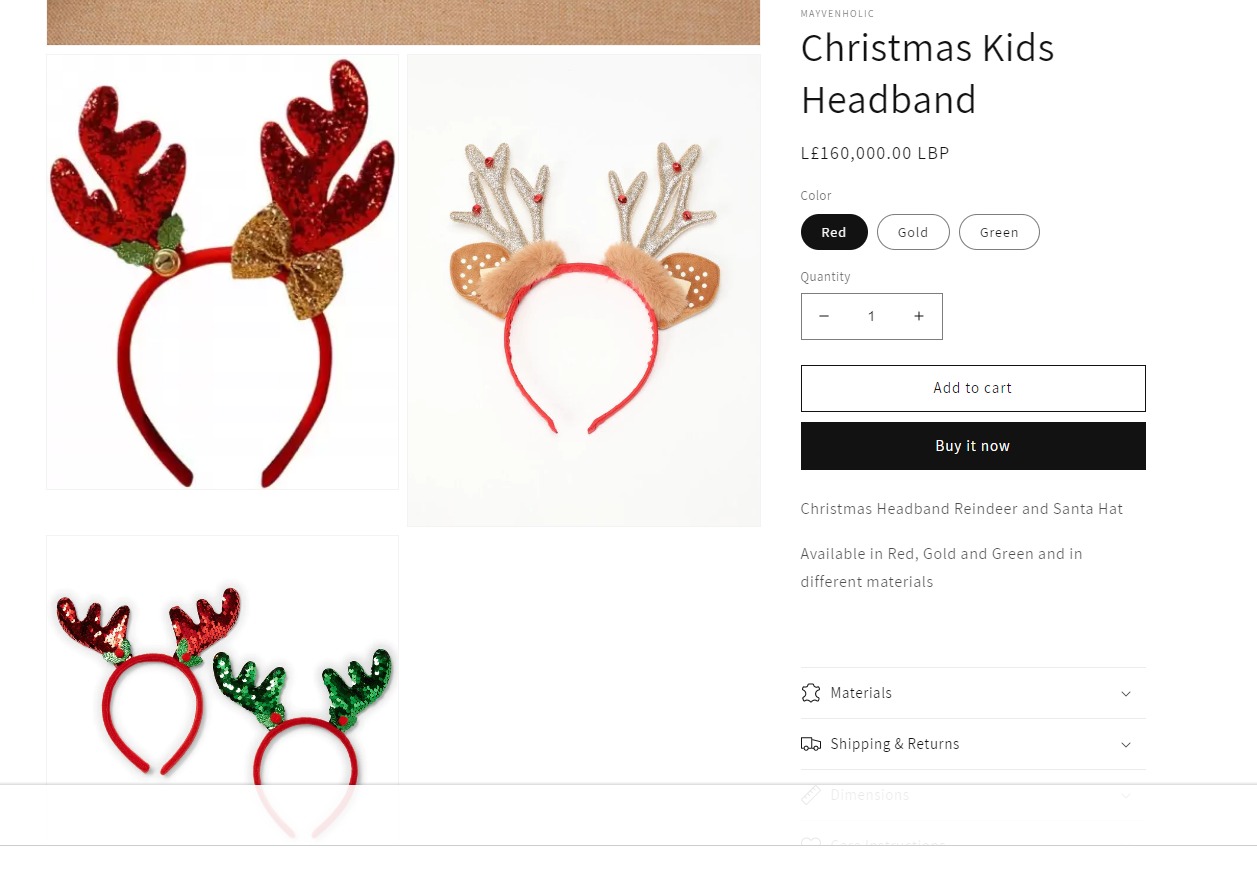 MAYVENHOLIC
Christmas Kids
Headband
L£160,000.00 LBP
Color
Red Gold Green
Quantity
− 1 +
Add to cart
Buy it now
Christmas Headband Reindeer and Santa Hat
Available in Red, Gold and Green and in
different materials
Materials
Shipping & Returns
Dimensions
Care Instructions